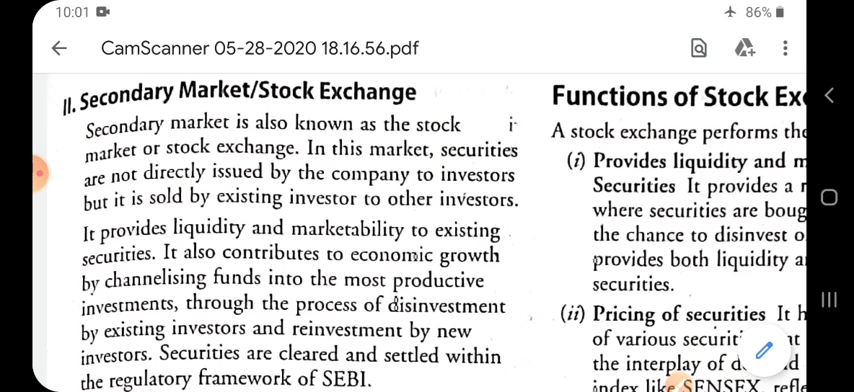 10:01
86%
CamScanner 05-28-2020 18.16.56.pdf
II. Secondary Market/Stock Exchange
Secondary market is also known as the stock
market or stock exchange. In this market, securities
are not directly issued by the company to investors
but it is sold by existing investor to other investors.
It provides liquidity and marketability to existing
securities. It also contributes to economic growth
by channelising funds into the most productive
investments, through the process of disinvestment
by existing investors and reinvestment by new
investors. Securities are cleared and settled within
the regulatory framework of SEBI.
Functions of Stock
A stock exchange performs the
(i) Provides liquidity and
Securities It provides a
where securities are
the chance to disinvest
provides both liquidity
securities.
(ii) Pricing of securities It
of various
the interplay of
index like SENSEX,